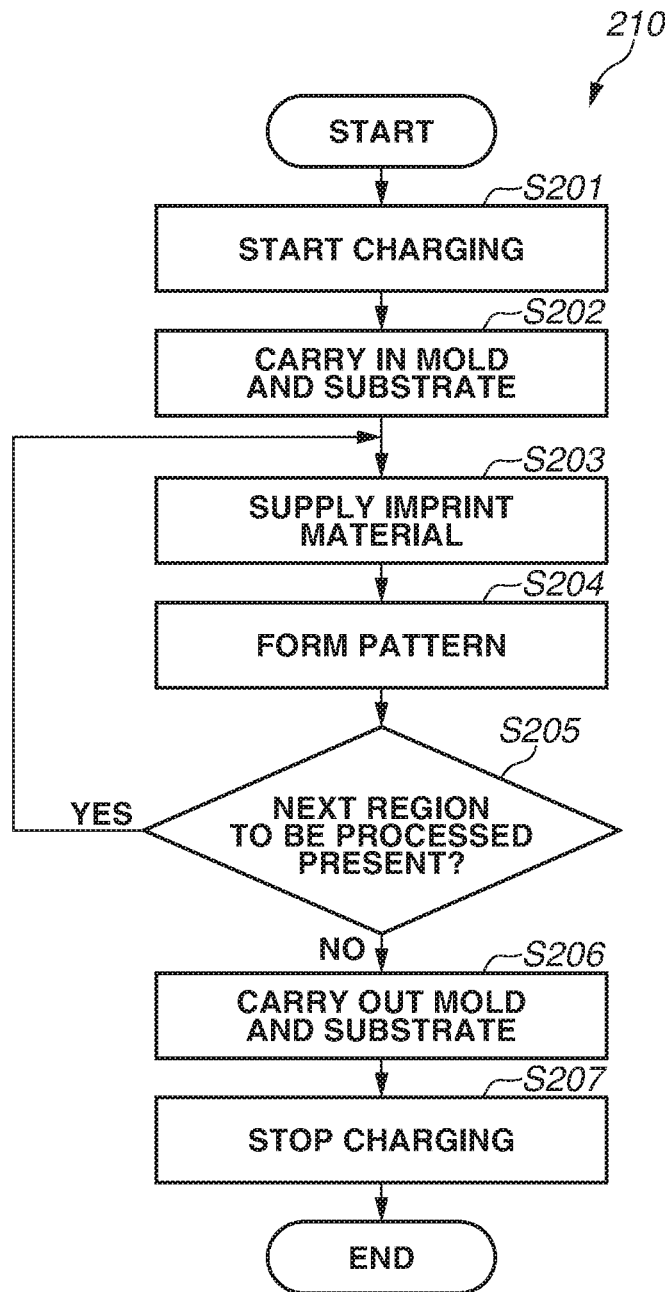 210
START
S201
START CHARGING
S202
CARRY IN MOLD
AND SUBSTRATE
S203
SUPPLY IMPRINT
MATERIAL
S204
FORM PATTERN
S205
YES
NEXT REGION
TO BE PROCESSED
PRESENT?
NO
S206
CARRY OUT MOLD
AND SUBSTRATE
S207
STOP CHARGING
END